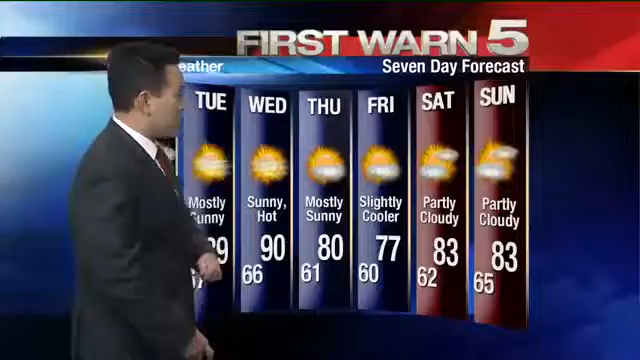 FIRST WARN 5
eather
Seven Day Forecast
TUE WED THU FRI SAT SUN
Mostly Sunny, Mostly Slightly Partly Partly
Sunny Hot Sunny Cooler Cloudy Cloudy
90 80 77 83 83
66 61 60 62 65